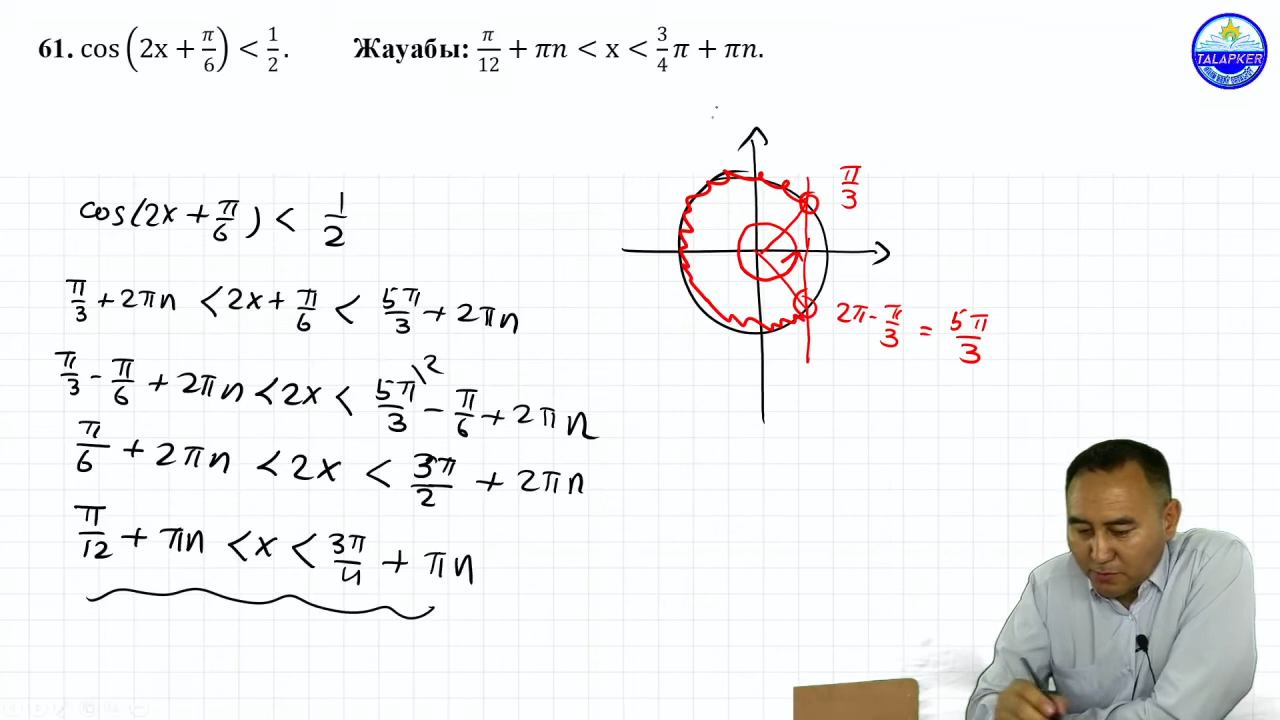 61. cos(2x + π/6) < 1/2. Жауабы: π/12 + πn < x < 3/4 π + πn.
TALAPKER
cos(2x + π/6) < 1/2
π/3 + 2πn < 2x + π/6 < 5π/3 + 2πn
π/3 - π/6 + 2πn < 2x < 5π/3 \2 - π/6 + 2πn
π/6 + 2πn < 2x < 3π/2 + 2πn
π/12 + πn < x < 3π/4 + πn
π/3
2π - π/3 = 5π/3